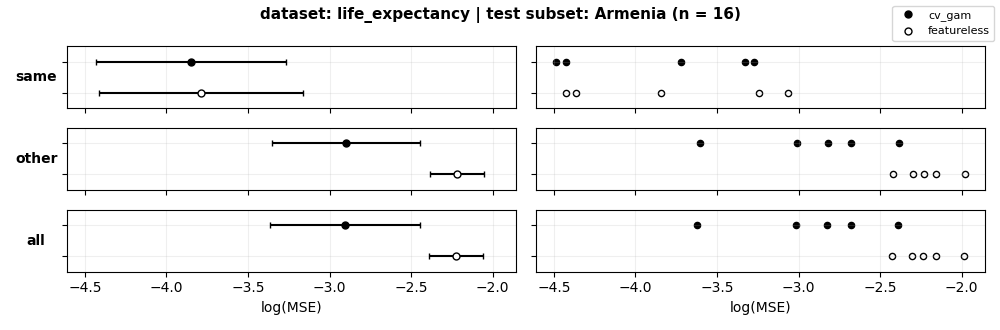 dataset: life_expectancy | test subset: Armenia (n = 16)
cv_gam
featureless
same
other
all
−4.5 −4.0 −3.5 −3.0 −2.5 −2.0
−4.5 −4.0 −3.5 −3.0 −2.5 −2.0
log(MSE)
log(MSE)